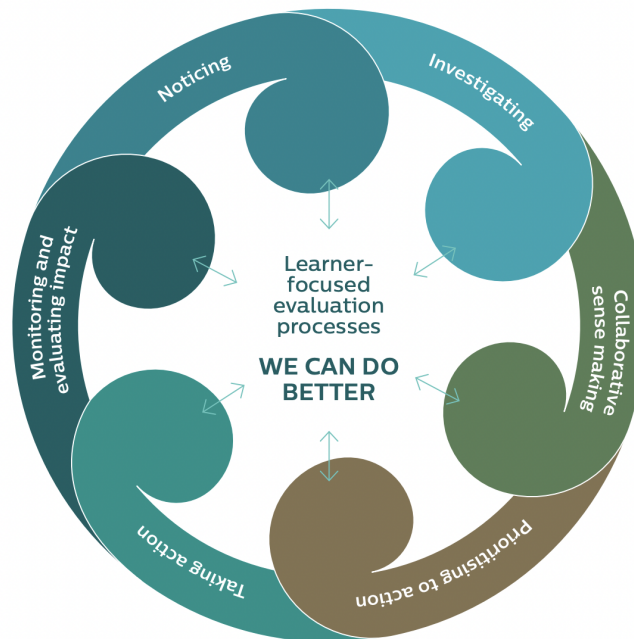 Noticing
Investigating
Collaborative
sense making
Prioritising to action
Taking action
Monitoring and
evaluating impact
Learner-
focused
evaluation
processes
WE CAN DO
BETTER